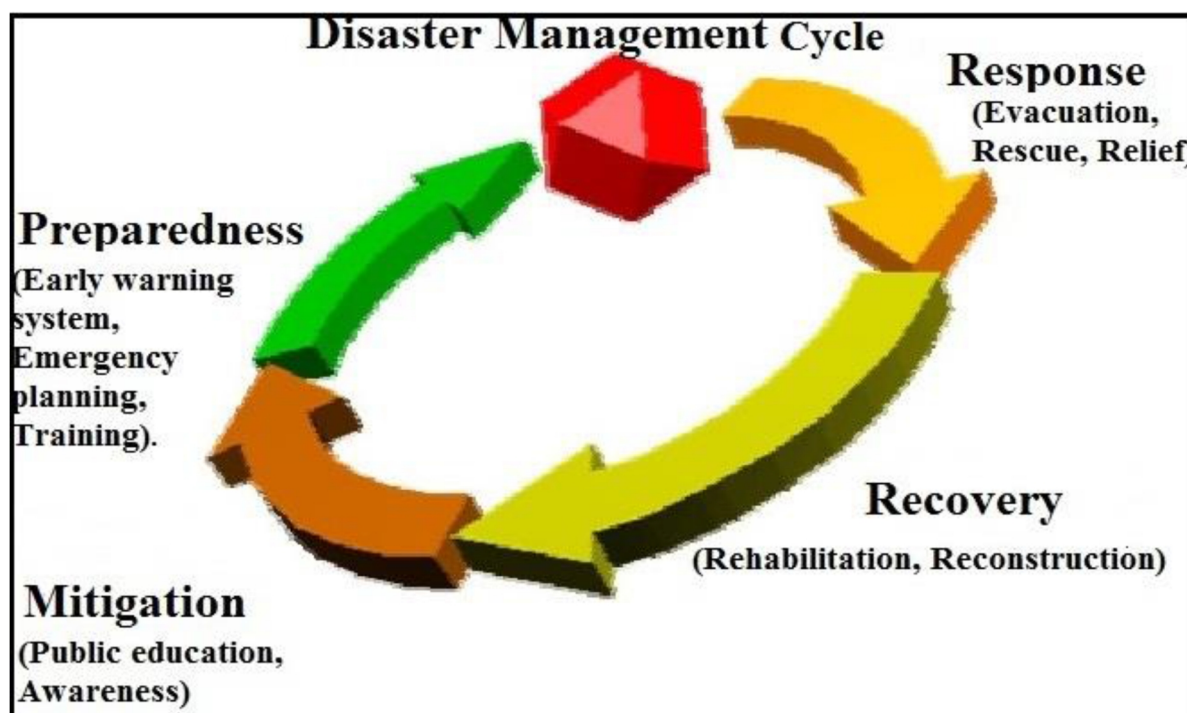 Disaster Management Cycle
Response
(Evacuation,
Rescue, Relief)
Preparedness
(Early warning
system,
Emergency
planning,
Training).
Recovery
(Rehabilitation, Reconstruction)
Mitigation
(Public education,
Awareness)